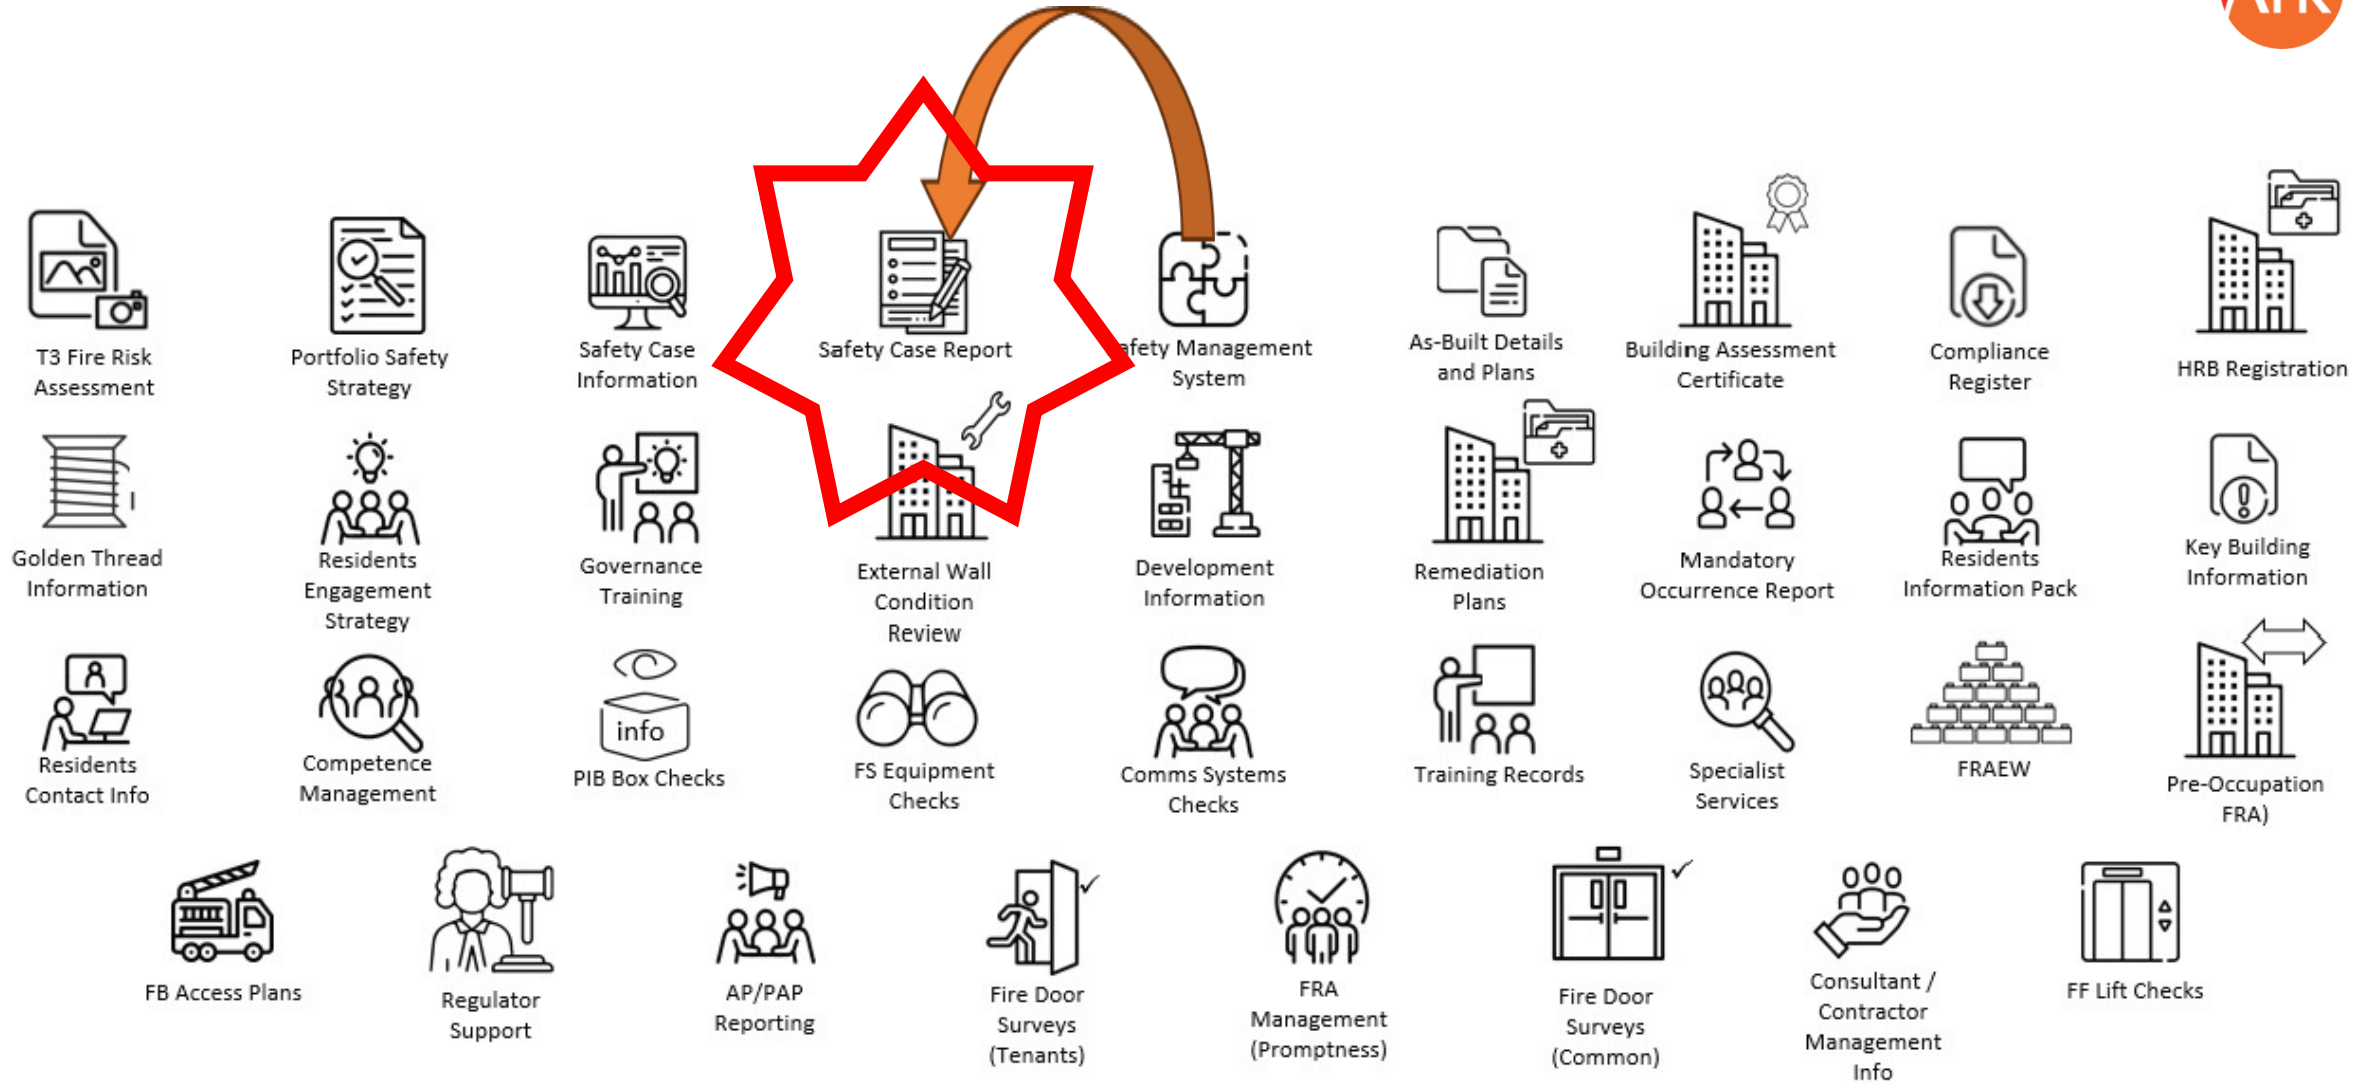 T3 Fire Risk
Assessment
Portfolio Safety
Strategy
Safety Case
Information
Safety Case Report
afety Management
System
As-Built Details
and Plans
Building Assessment
Certificate
Compliance
Register
HRB Registration
Golden Thread
Information
Residents
Engagement
Strategy
Governance
Training
External Wall
Condition
Review
Development
Information
Remediation
Plans
Mandatory
Occurrence Report
Residents
Information Pack
Key Building
Information
Residents
Contact Info
Competence
Management
info
PIB Box Checks
FS Equipment
Checks
Comms Systems
Checks
Training Records
Specialist
Services
FRAEW
Pre-Occupation
FRA)
FB Access Plans
Regulator
Support
AP/PAP
Reporting
Fire Door
Surveys
(Tenants)
FRA
Management
(Promptness)
Fire Door
Surveys
(Common)
Consultant /
Contractor
Management
Info
FF Lift Checks